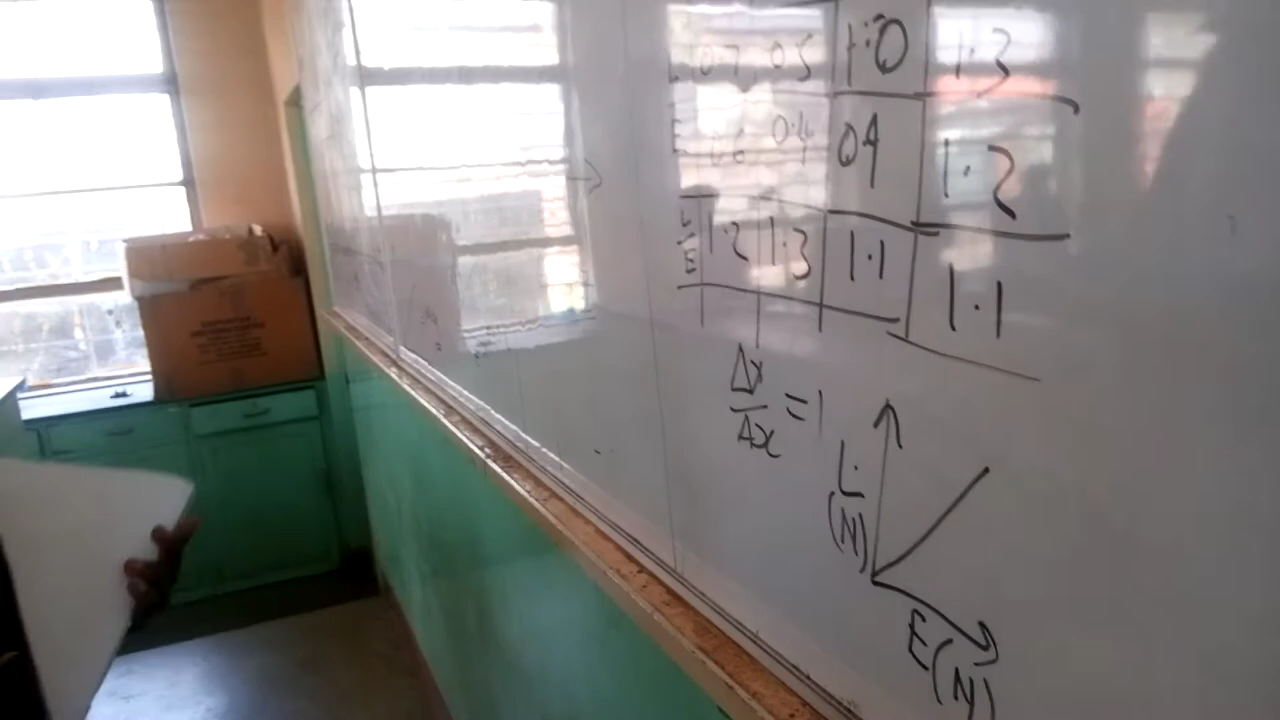 L 0.7 0.5 1.0 1.3
E 0.6 0.4 0.9 1.2
L/E 1.2 1.3 1.1 1.1
Δy/Δx = 1
L (N)
E (N)